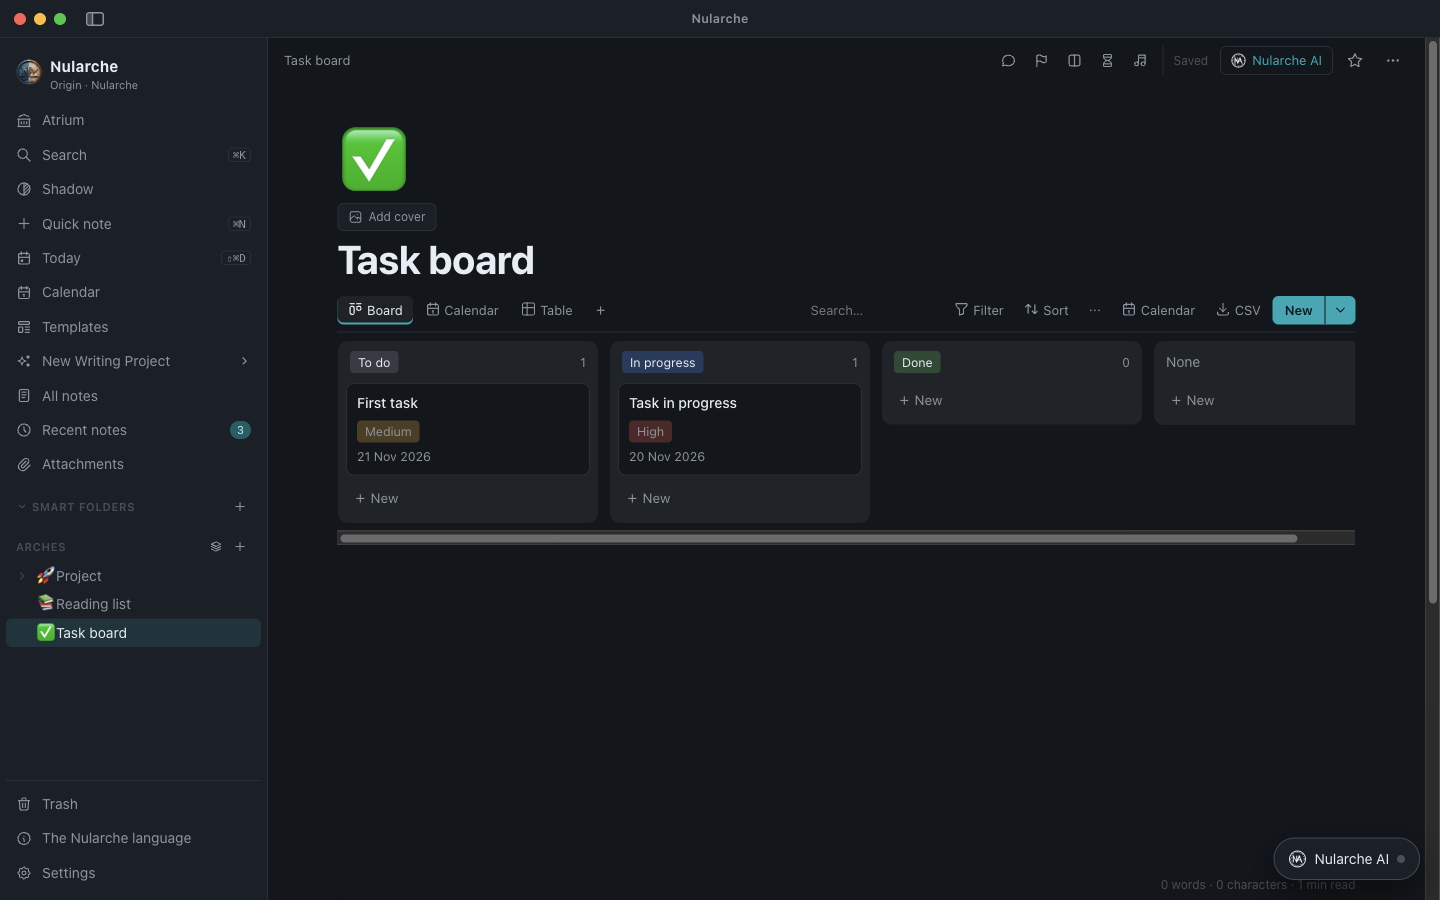 Nularche
Nularche
Origin · Nularche
Atrium
Search ⌘K
Shadow
Quick note ⌘N
Today ⇧⌘D
Calendar
Templates
New Writing Project
All notes
Recent notes 3
Attachments
SMART FOLDERS
ARCHES
Project
Reading list
Task board
Trash
The Nularche language
Settings
Task board
Saved
Nularche AI
Add cover
Task board
Board Calendar Table +
Search... Filter Sort ··· Calendar CSV New
To do 1
First task
Medium
21 Nov 2026
+ New
In progress 1
Task in progress
High
20 Nov 2026
+ New
Done 0
+ New
None
+ New
Nularche AI
0 words · 0 characters · 1 min read